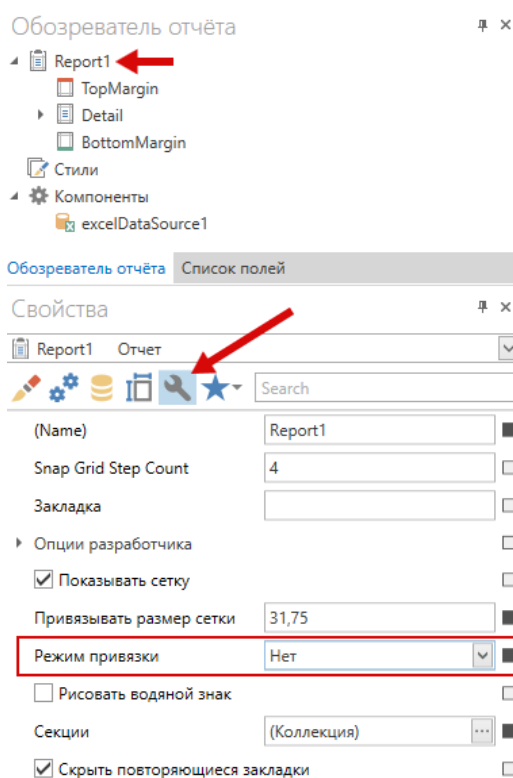 Обозреватель отчёта
Report1
TopMargin
Detail
BottomMargin
Стили
Компоненты
excelDataSource1
Обозреватель отчёта Список полей
Свойства
Report1 Отчет
Search
(Name) Report1
Snap Grid Step Count 4
Закладка
Опции разработчика
Показывать сетку
Привязывать размер сетки 31,75
Режим привязки Нет
Рисовать водяной знак
Секции (Коллекция) ...
Скрыть повторяющиеся закладки